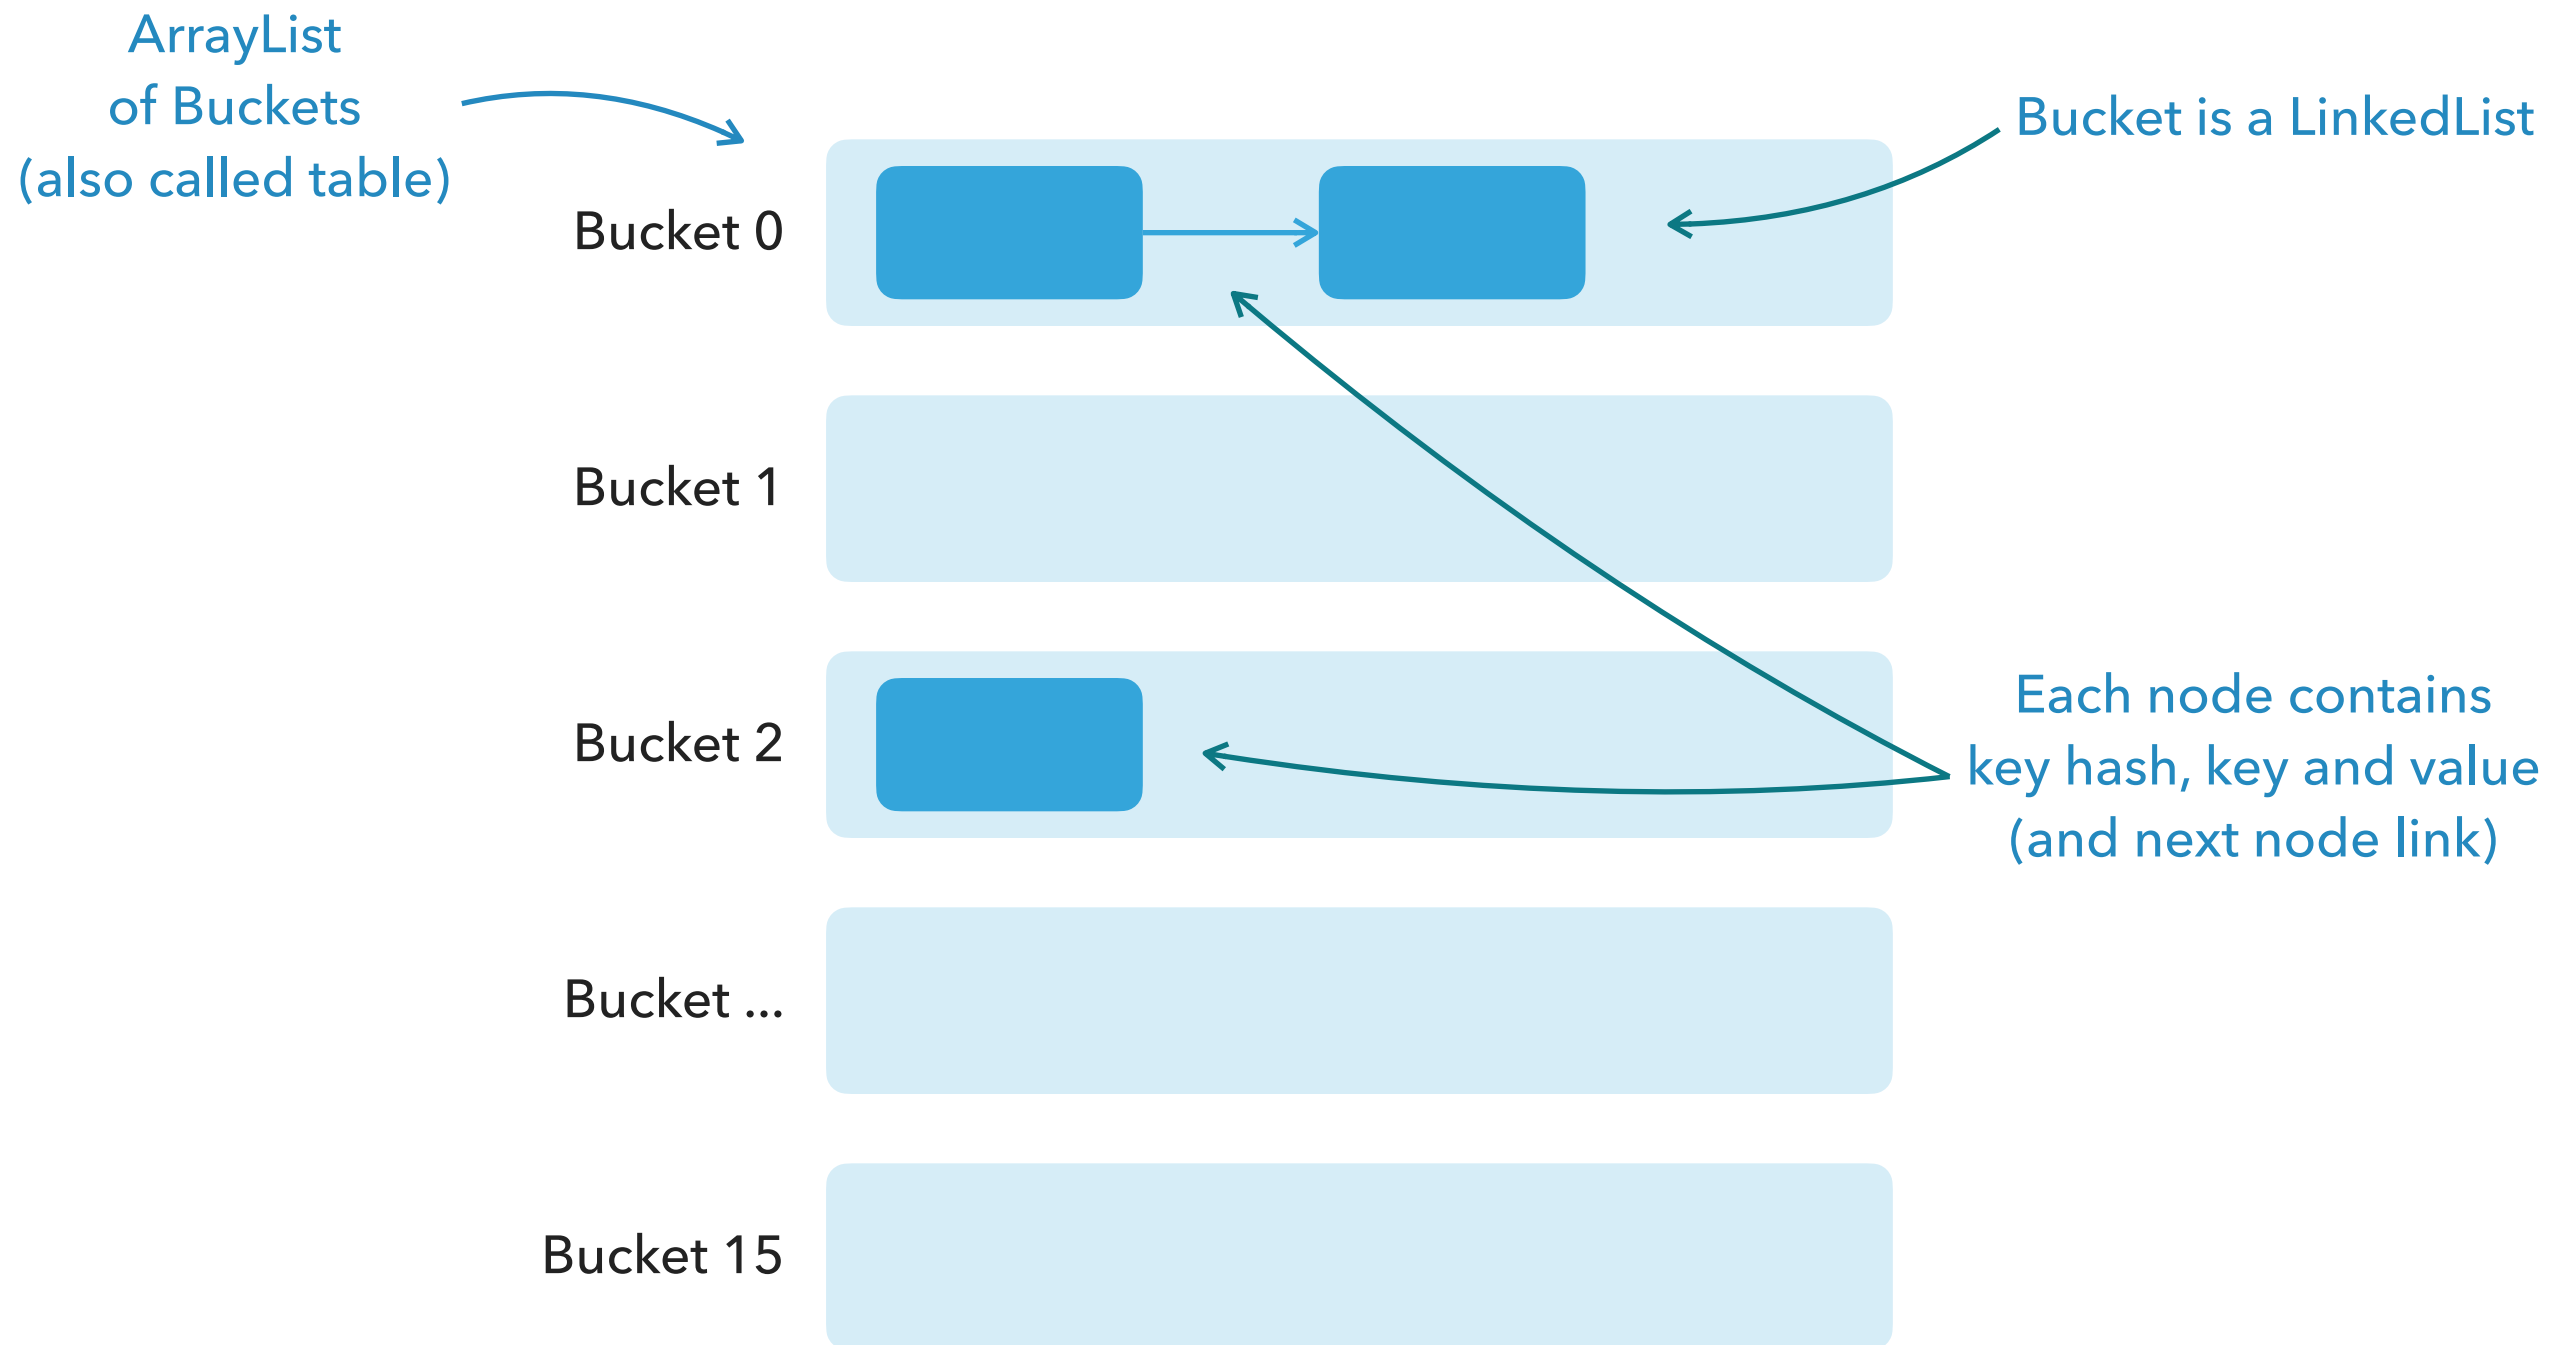 ArrayList
of Buckets
(also called table)
Bucket is a LinkedList
Bucket 0
Bucket 1
Bucket 2
Each node contains
key hash, key and value
(and next node link)
Bucket ...
Bucket 15